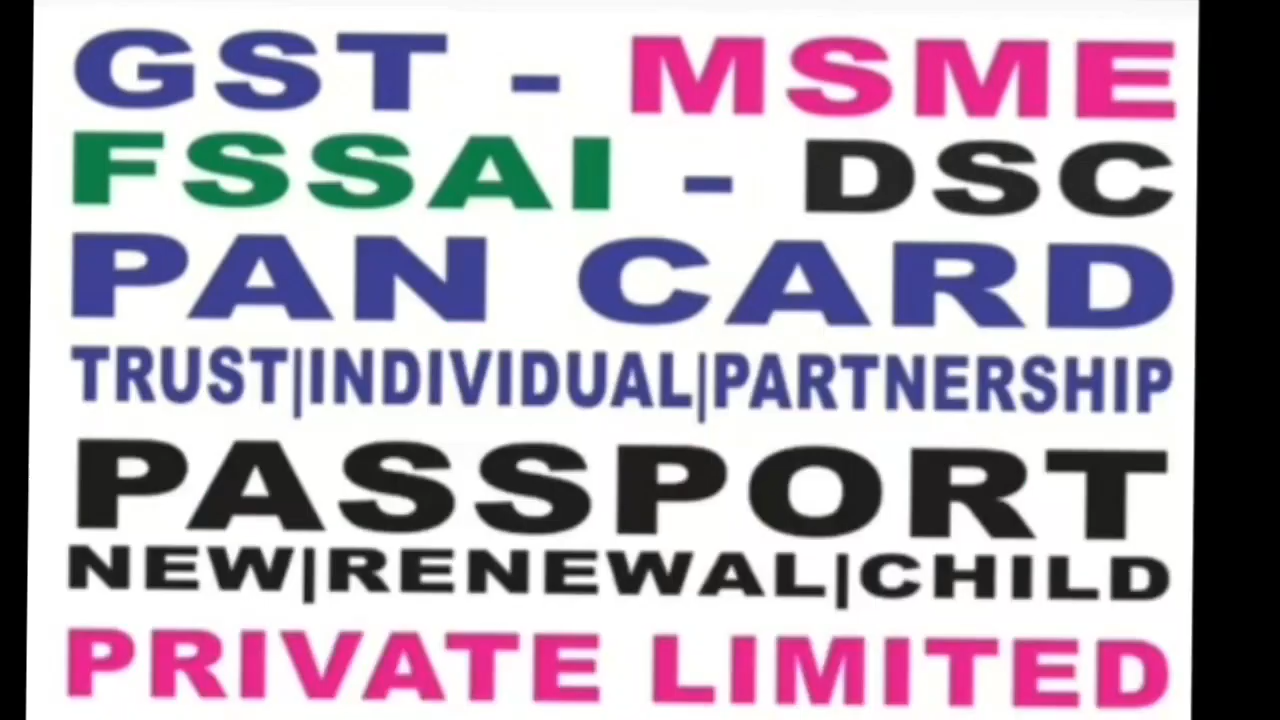 GST - MSME
FSSAI - DSC
PAN CARD
TRUST|INDIVIDUAL|PARTNERSHIP
PASSPORT
NEW|RENEWAL|CHILD
PRIVATE LIMITED